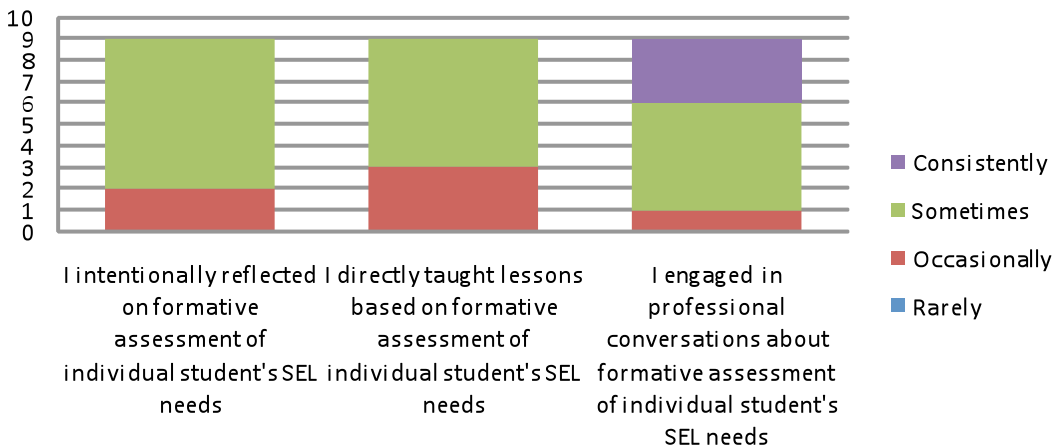 10
9
8
7
6
5
4
3
2
1
0
I intentionally reflected
on formative
assessment of
individual student's SEL
needs
I directly taught lessons
based on formative
assessment of
individual student's SEL
needs
I engaged in
professional
conversations about
formative assessment
of individual student's
SEL needs
Consistently
Sometimes
Occasionally
Rarely